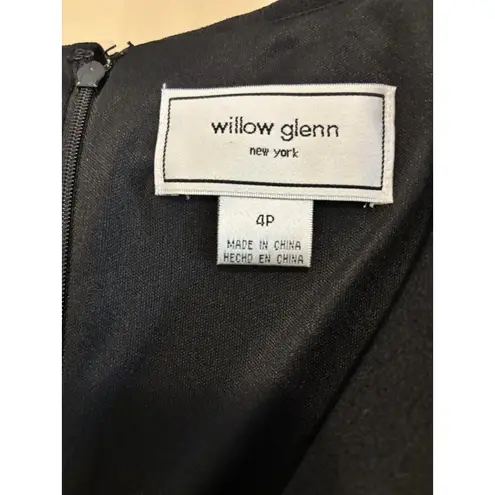 willow glenn
new york
4P
MADE IN CHINA
HECHO EN CHINA